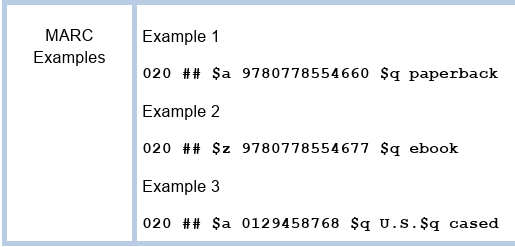 MARC
Examples
Example 1
020 ## $a 9780778554660 $q paperback
Example 2
020 ## $z 9780778554677 $q ebook
Example 3
020 ## $a 0129458768 $q U.S.$q cased